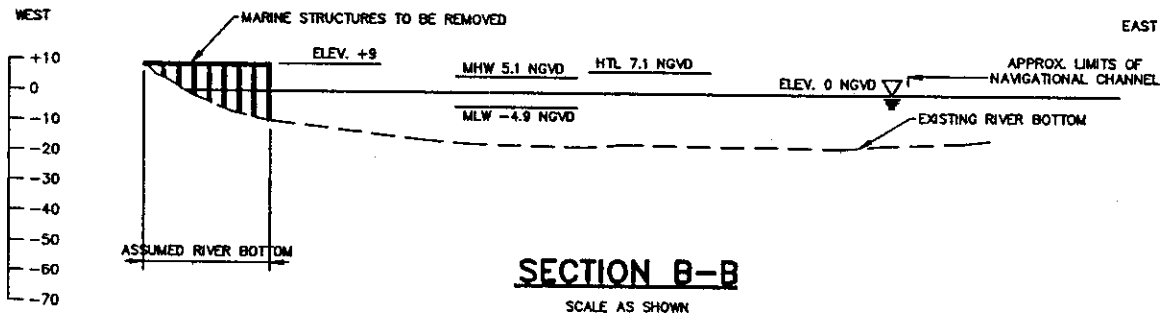 WEST
MARINE STRUCTURES TO BE REMOVED
EAST
ELEV. +9
MHW 5.1 NGVD
HTL 7.1 NGVD
APPROX. LIMITS OF
NAVIGATIONAL CHANNEL
ELEV. 0 NGVD
MLW -4.9 NGVD
EXISTING RIVER BOTTOM
+10
0
-10
-20
-30
-40
-50
-60
-70
ASSUMED RIVER BOTTOM
SECTION B-B
SCALE AS SHOWN